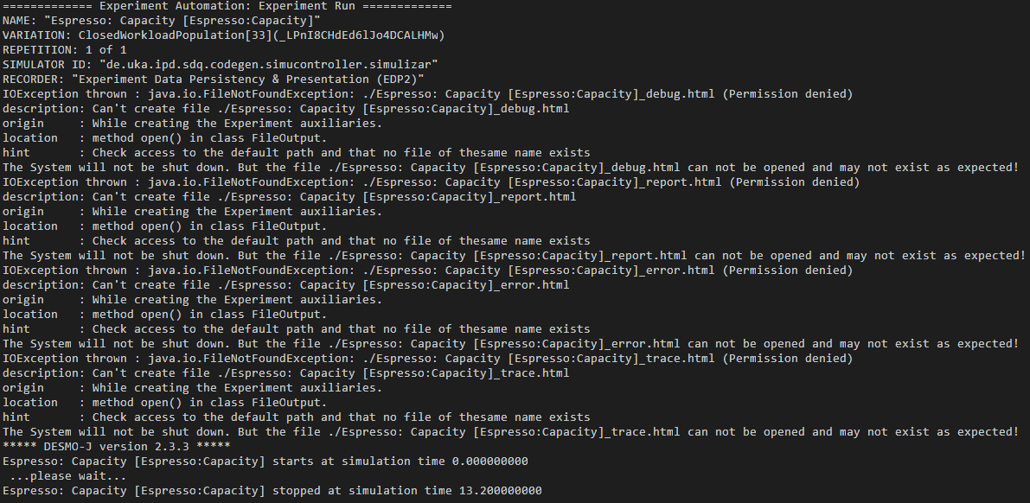 ============= Experiment Automation: Experiment Run =============
NAME: "Espresso: Capacity [Espresso:Capacity]"
VARIATION: ClosedWorkloadPopulation[33](_LPnI8CHdEd6lJo4DCALHMw)
REPETITION: 1 of 1
SIMULATOR ID: "de.uka.ipd.sdq.codegen.simucontroller.simulizar"
RECORDER: "Experiment Data Persistency & Presentation (EDP2)"
IOException thrown : java.io.FileNotFoundException: ./Espresso: Capacity [Espresso:Capacity]_debug.html (Permission denied)
description: Can't create file ./Espresso: Capacity [Espresso:Capacity]_debug.html
origin     : While creating the Experiment auxiliaries.
location   : method open() in class FileOutput.
hint       : Check access to the default path and that no file of thesame name exists
The System will not be shut down. But the file ./Espresso: Capacity [Espresso:Capacity]_debug.html can not be opened and may not exist as expected!
IOException thrown : java.io.FileNotFoundException: ./Espresso: Capacity [Espresso:Capacity]_report.html (Permission denied)
description: Can't create file ./Espresso: Capacity [Espresso:Capacity]_report.html
origin     : While creating the Experiment auxiliaries.
location   : method open() in class FileOutput.
hint       : Check access to the default path and that no file of thesame name exists
The System will not be shut down. But the file ./Espresso: Capacity [Espresso:Capacity]_report.html can not be opened and may not exist as expected!
IOException thrown : java.io.FileNotFoundException: ./Espresso: Capacity [Espresso:Capacity]_error.html (Permission denied)
description: Can't create file ./Espresso: Capacity [Espresso:Capacity]_error.html
origin     : While creating the Experiment auxiliaries.
location   : method open() in class FileOutput.
hint       : Check access to the default path and that no file of thesame name exists
The System will not be shut down. But the file ./Espresso: Capacity [Espresso:Capacity]_error.html can not be opened and may not exist as expected!
IOException thrown : java.io.FileNotFoundException: ./Espresso: Capacity [Espresso:Capacity]_trace.html (Permission denied)
description: Can't create file ./Espresso: Capacity [Espresso:Capacity]_trace.html
origin     : While creating the Experiment auxiliaries.
location   : method open() in class FileOutput.
hint       : Check access to the default path and that no file of thesame name exists
The System will not be shut down. But the file ./Espresso: Capacity [Espresso:Capacity]_trace.html can not be opened and may not exist as expected!
***** DESMO-J version 2.3.3 *****
Espresso: Capacity [Espresso:Capacity] starts at simulation time 0.000000000
 ...please wait...
Espresso: Capacity [Espresso:Capacity] stopped at simulation time 13.200000000